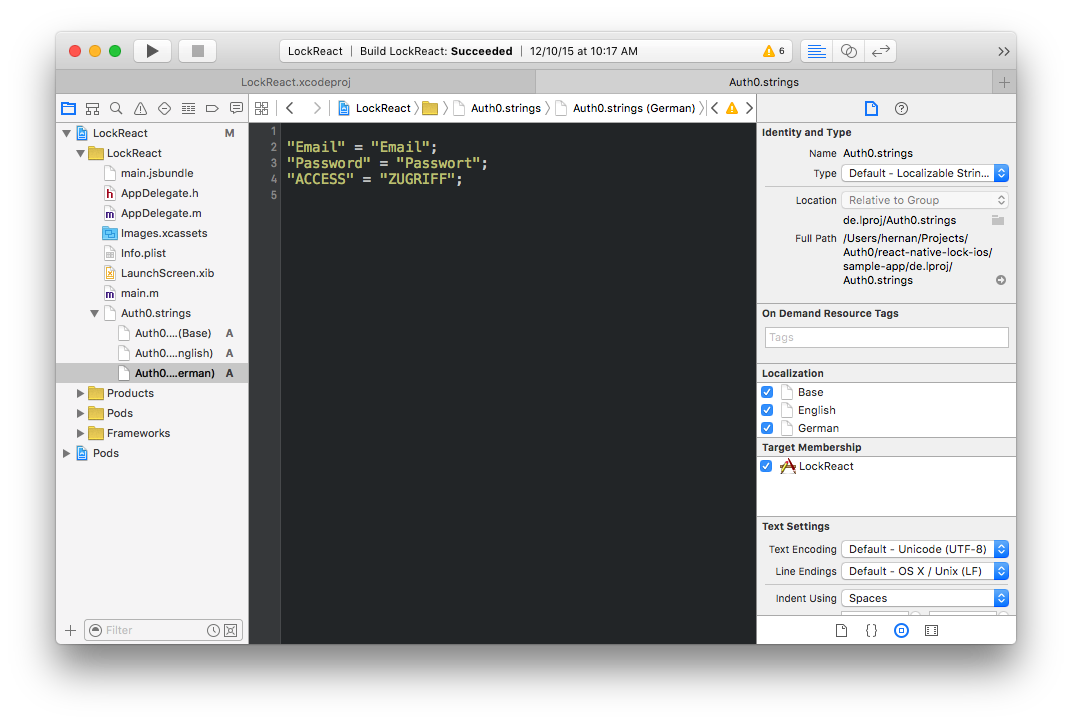 LockReact | Build LockReact: Succeeded | 12/10/15 at 10:17 AM 6
LockReact.xcodeproj
Auth0.strings
LockReact
Auth0.strings
Auth0.strings (German)
LockReact M
LockReact
main.jsbundle
AppDelegate.h
AppDelegate.m
Images.xcassets
Info.plist
LaunchScreen.xib
main.m
Auth0.strings
Auth0....(Base) A
Auth0....nglish) A
Auth0....erman) A
Products
Pods
Frameworks
Pods
Filter
1
2 "Email" = "Email";
3 "Password" = "Passwort";
4 "ACCESS" = "ZUGRIFF";
5
Identity and Type
Name Auth0.strings
Type Default - Localizable Strin...
Location Relative to Group
de.lproj/Auth0.strings
Full Path /Users/hernan/Projects/
Auth0/react-native-lock-ios/
sample-app/de.lproj/
Auth0.strings
On Demand Resource Tags
Tags
Localization
Base
English
German
Target Membership
LockReact
Text Settings
Text Encoding Default - Unicode (UTF-8)
Line Endings Default - OS X / Unix (LF)
Indent Using Spaces